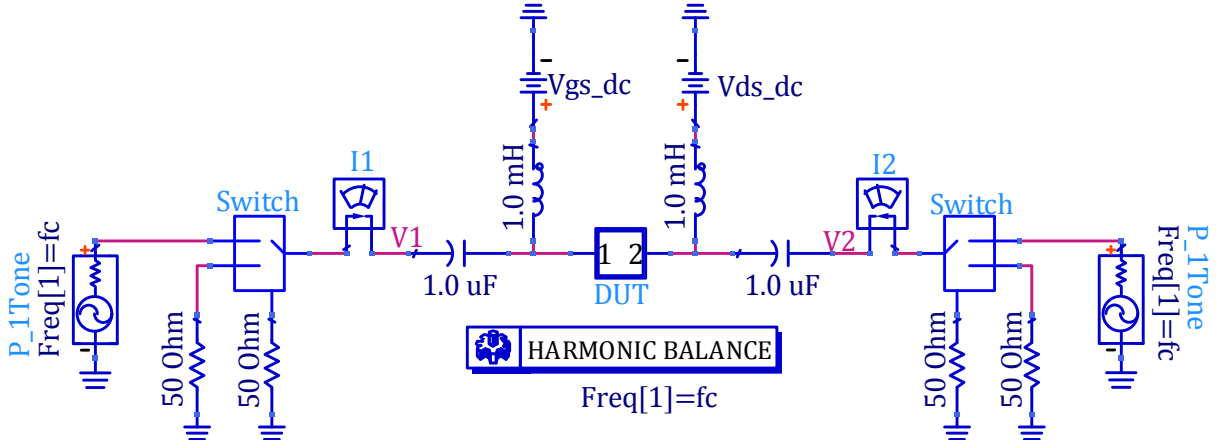 Vgs_dc
Vds_dc
1.0 mH
1.0 mH
I1
I2
Switch
Switch
V1
V2
P_1Tone
Freq[1]=fc
P_1Tone
Freq[1]=fc
1.0 uF
1 2
DUT
1.0 uF
50 Ohm
50 Ohm
50 Ohm
50 Ohm
HARMONIC BALANCE
Freq[1]=fc